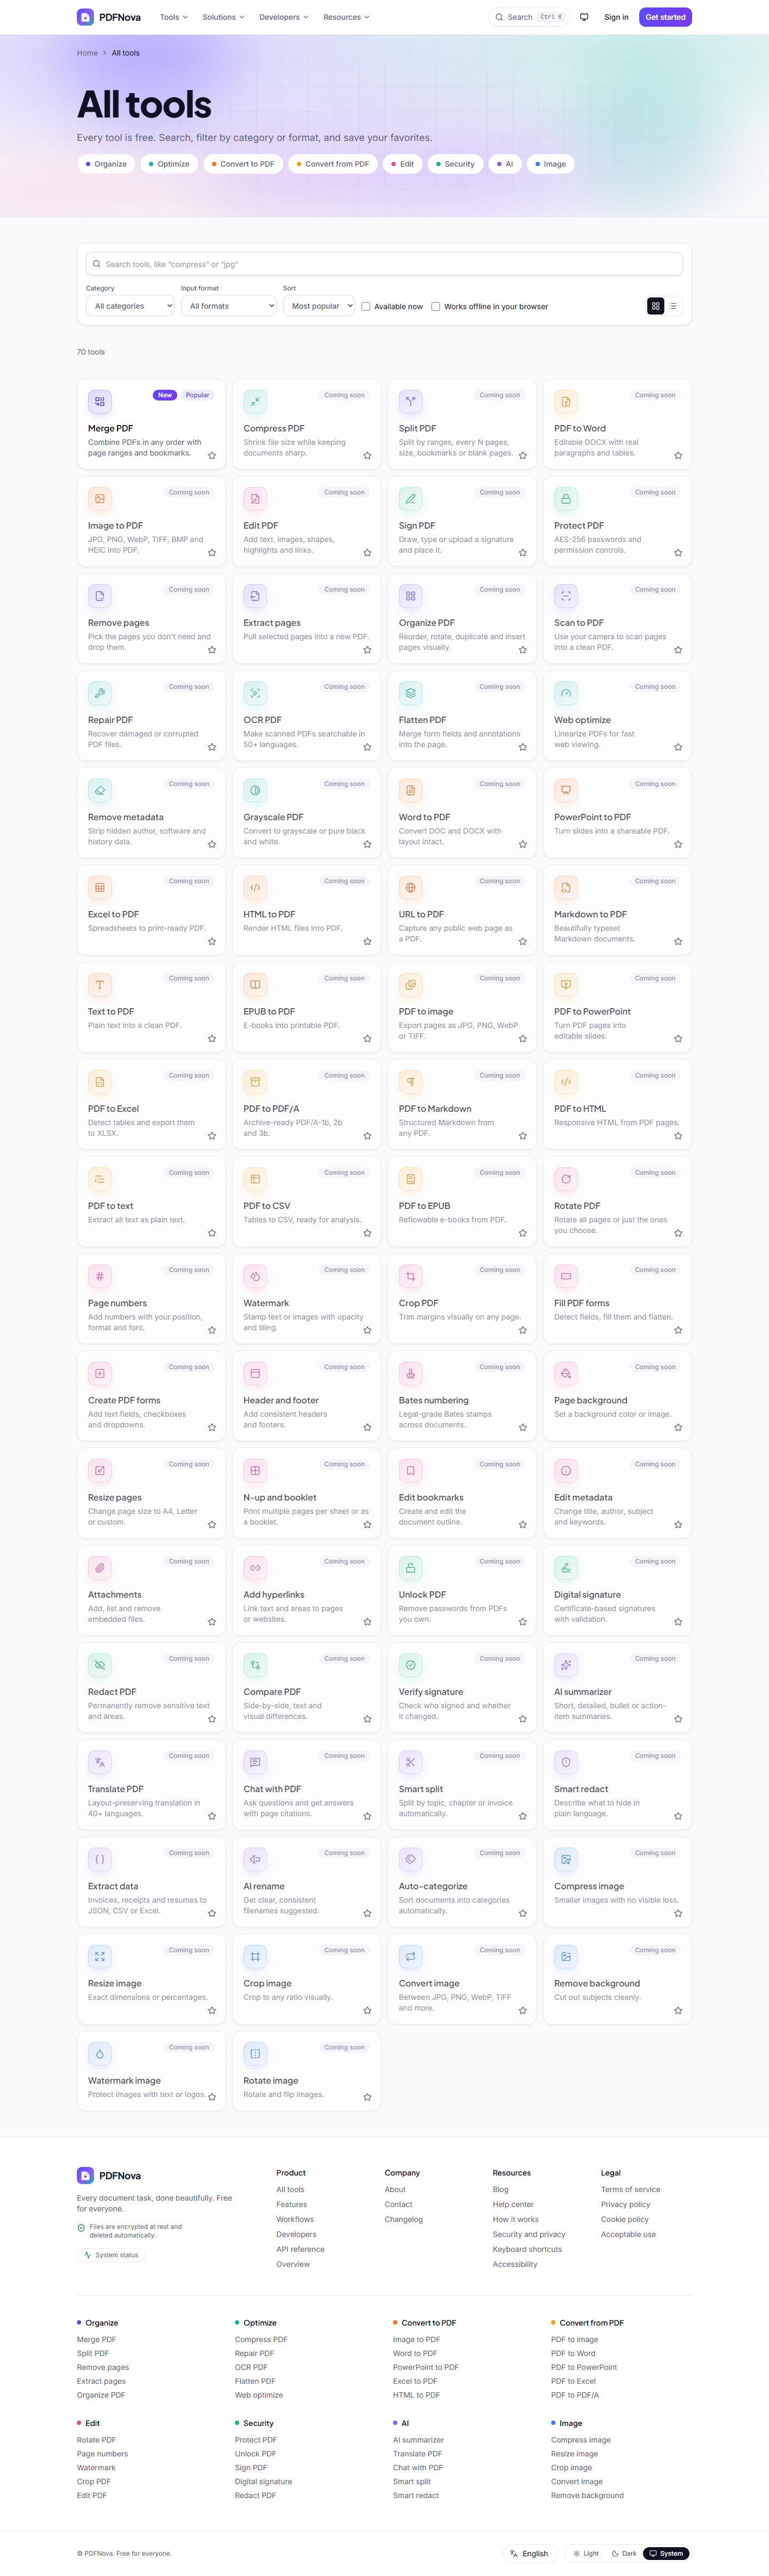 PDFNova
Tools Solutions Developers Resources
Search Ctrl K Sign in Get started
Home > All tools
All tools
Every tool is free. Search, filter by category or format, and save your favorites.
Organize Optimize Convert to PDF Convert from PDF Edit Security AI Image
Search tools, like “compress” or “jpg”
Category Input format Sort
All categories All formats Most popular Available now Works offline in your browser
70 tools
New Popular
Merge PDF
Combine PDFs in any order with
page ranges and bookmarks.
Coming soon
Compress PDF
Shrink file size while keeping
documents sharp.
Coming soon
Split PDF
Split by ranges, every N pages,
size, bookmarks or blank pages.
Coming soon
PDF to Word
Editable DOCX with real
paragraphs and tables.
Coming soon
Image to PDF
JPG, PNG, WebP, TIFF, BMP and
HEIC into PDF.
Coming soon
Edit PDF
Add text, images, shapes,
highlights and links.
Coming soon
Sign PDF
Draw, type or upload a signature
and place it.
Coming soon
Protect PDF
AES-256 passwords and
permission controls.
Coming soon
Remove pages
Pick the pages you don't need and
drop them.
Coming soon
Extract pages
Pull selected pages into a new PDF.
Coming soon
Organize PDF
Reorder, rotate, duplicate and insert
pages visually.
Coming soon
Scan to PDF
Use your camera to scan pages
into a clean PDF.
Coming soon
Repair PDF
Recover damaged or corrupted
PDF files.
Coming soon
OCR PDF
Make scanned PDFs searchable in
50+ languages.
Coming soon
Flatten PDF
Merge form fields and annotations
into the page.
Coming soon
Web optimize
Linearize PDFs for fast
web viewing.
Coming soon
Remove metadata
Strip hidden author, software and
history data.
Coming soon
Grayscale PDF
Convert to grayscale or pure black
and white.
Coming soon
Word to PDF
Convert DOC and DOCX with
layout intact.
Coming soon
PowerPoint to PDF
Turn slides into a shareable PDF.
Coming soon
Excel to PDF
Spreadsheets to print-ready PDF.
Coming soon
HTML to PDF
Render HTML files into PDF.
Coming soon
URL to PDF
Capture any public web page as
a PDF.
Coming soon
Markdown to PDF
Beautifully typeset
Markdown documents.
Coming soon
Text to PDF
Plain text into a clean PDF.
Coming soon
EPUB to PDF
E-books into printable PDF.
Coming soon
PDF to image
Export pages as JPG, PNG, WebP
or TIFF.
Coming soon
PDF to PowerPoint
Turn PDF pages into
editable slides.
Coming soon
PDF to Excel
Detect tables and export them
to XLSX.
Coming soon
PDF to PDF/A
Archive-ready PDF/A-1b, 2b
and 3b.
Coming soon
PDF to Markdown
Structured Markdown from
any PDF.
Coming soon
PDF to HTML
Responsive HTML from PDF pages.
Coming soon
PDF to text
Extract all text as plain text.
Coming soon
PDF to CSV
Tables to CSV, ready for analysis.
Coming soon
PDF to EPUB
Reflowable e-books from PDF.
Coming soon
Rotate PDF
Rotate all pages or just the ones
you choose.
Coming soon
Page numbers
Add numbers with your position,
format and font.
Coming soon
Watermark
Stamp text or images with opacity
and tiling.
Coming soon
Crop PDF
Trim margins visually on any page.
Coming soon
Fill PDF forms
Detect fields, fill them and flatten.
Coming soon
Create PDF forms
Add text fields, checkboxes
and dropdowns.
Coming soon
Header and footer
Add consistent headers
and footers.
Coming soon
Bates numbering
Legal-grade Bates stamps
across documents.
Coming soon
Page background
Set a background color or image.
Coming soon
Resize pages
Change page size to A4, Letter
or custom.
Coming soon
N-up and booklet
Print multiple pages per sheet or as
a booklet.
Coming soon
Edit bookmarks
Create and edit the
document outline.
Coming soon
Edit metadata
Change title, author, subject
and keywords.
Coming soon
Attachments
Add, list and remove
embedded files.
Coming soon
Add hyperlinks
Link text and areas to pages
or websites.
Coming soon
Unlock PDF
Remove passwords from PDFs
you own.
Coming soon
Digital signature
Certificate-based signatures
with validation.
Coming soon
Redact PDF
Permanently remove sensitive text
and areas.
Coming soon
Compare PDF
Side-by-side, text and
visual differences.
Coming soon
Verify signature
Check who signed and whether
it changed.
Coming soon
AI summarizer
Short, detailed, bullet or action-
item summaries.
Coming soon
Translate PDF
Layout-preserving translation in
40+ languages.
Coming soon
Chat with PDF
Ask questions and get answers
with page citations.
Coming soon
Smart split
Split by topic, chapter or invoice
automatically.
Coming soon
Smart redact
Describe what to hide in
plain language.
Coming soon
Extract data
Invoices, receipts and resumes to
JSON, CSV or Excel.
Coming soon
AI rename
Get clear, consistent
filenames suggested.
Coming soon
Auto-categorize
Sort documents into categories
automatically.
Coming soon
Compress image
Smaller images with no visible loss.
Coming soon
Resize image
Exact dimensions or percentages.
Coming soon
Crop image
Crop to any ratio visually.
Coming soon
Convert image
Between JPG, PNG, WebP, TIFF
and more.
Coming soon
Remove background
Cut out subjects cleanly.
Coming soon
Watermark image
Protect images with text or logos.
Coming soon
Rotate image
Rotate and flip images.
PDFNova
Every document task, done beautifully. Free
for everyone.
Files are encrypted at rest and
deleted automatically.
System status
Product
All tools
Features
Workflows
Developers
API reference
Overview
Company
About
Contact
Changelog
Resources
Blog
Help center
How it works
Security and privacy
Keyboard shortcuts
Accessibility
Legal
Terms of service
Privacy policy
Cookie policy
Acceptable use
Organize
Merge PDF
Split PDF
Remove pages
Extract pages
Organize PDF
Optimize
Compress PDF
Repair PDF
OCR PDF
Flatten PDF
Web optimize
Convert to PDF
Image to PDF
Word to PDF
PowerPoint to PDF
Excel to PDF
HTML to PDF
Convert from PDF
PDF to image
PDF to Word
PDF to PowerPoint
PDF to Excel
PDF to PDF/A
Edit
Rotate PDF
Page numbers
Watermark
Crop PDF
Edit PDF
Security
Protect PDF
Unlock PDF
Sign PDF
Digital signature
Redact PDF
AI
AI summarizer
Translate PDF
Chat with PDF
Smart split
Smart redact
Image
Compress image
Resize image
Crop image
Convert image
Remove background
© PDFNova. Free for everyone.
English Light Dark System